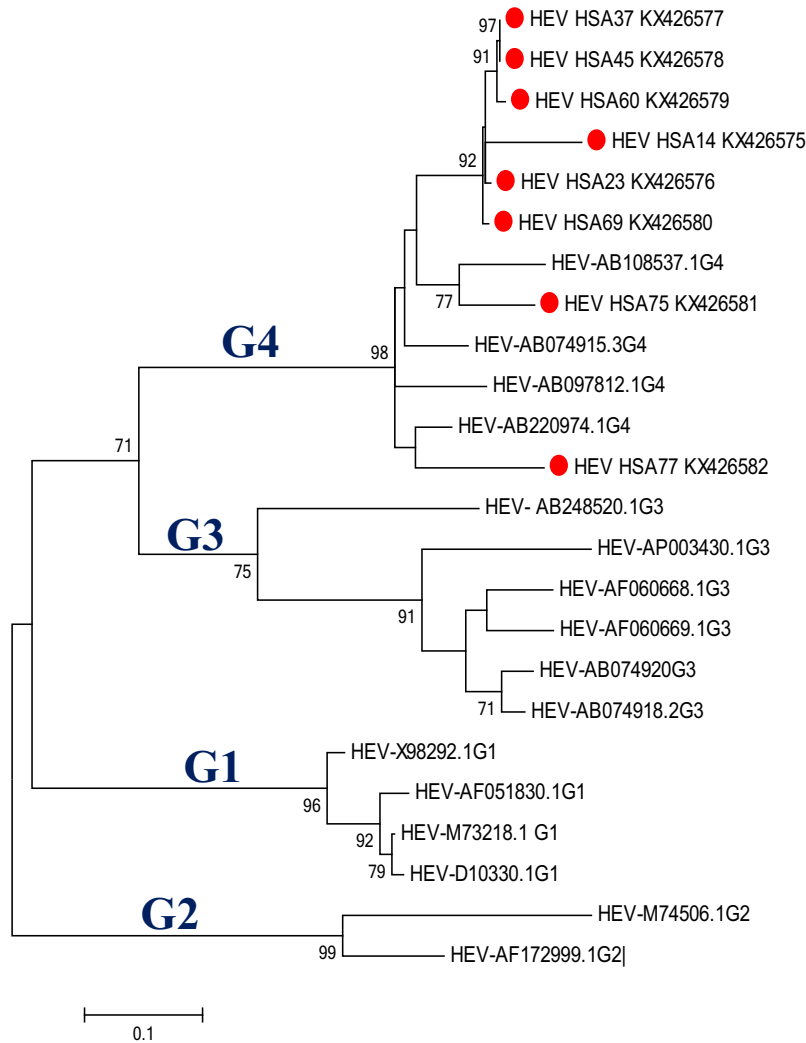 97
HEV HSA37 KX426577
91
HEV HSA45 KX426578
HEV HSA60 KX426579
HEV HSA14 KX426575
92
HEV HSA23 KX426576
HEV HSA69 KX426580
HEV-AB108537.1G4
77
HEV HSA75 KX426581
G4
98
HEV-AB074915.3G4
HEV-AB097812.1G4
HEV-AB220974.1G4
71
HEV HSA77 KX426582
HEV- AB248520.1G3
G3
75
HEV-AP003430.1G3
HEV-AF060668.1G3
91
HEV-AF060669.1G3
HEV-AB074920G3
71
HEV-AB074918.2G3
HEV-X98292.1G1
G1
96
HEV-AF051830.1G1
92
HEV-M73218.1 G1
79
HEV-D10330.1G1
G2
HEV-M74506.1G2
99
HEV-AF172999.1G2|
0.1